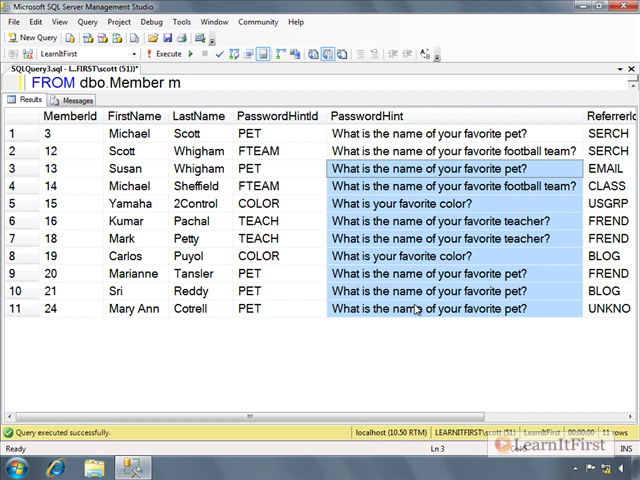 Microsoft SQL Server Management Studio
File Edit View Query Project Debug Tools Window Community Help
New Query
LearnItFirst Execute
SQLQuery3.sql - l...FIRST\scott (51))*
FROM dbo.Member m
Results Messages
MemberId FirstName LastName PasswordHintId PasswordHint ReferrerId
1 3 Michael Scott PET What is the name of your favorite pet? SERCH
2 12 Scott Whigham FTEAM What is the name of your favorite football team? SERCH
3 13 Susan Whigham PET What is the name of your favorite pet? EMAIL
4 14 Michael Sheffield FTEAM What is the name of your favorite football team? CLASS
5 15 Yamaha 2Control COLOR What is your favorite color? USGRP
6 16 Kumar Pachal TEACH What is the name of your favorite teacher? FREND
7 18 Mark Petty TEACH What is the name of your favorite teacher? FREND
8 19 Carlos Puyol COLOR What is your favorite color? BLOG
9 20 Marianne Tansler PET What is the name of your favorite pet? FREND
10 21 Sri Reddy PET What is the name of your favorite pet? BLOG
11 24 Mary Ann Cotrell PET What is the name of your favorite pet? UNKNO
Query executed successfully. localhost (10.50 RTM) LEARNITFIRST\scott (51) LearnItFirst 00:00:00 11 rows
Ready Ln 3 INS
LearnItFirst